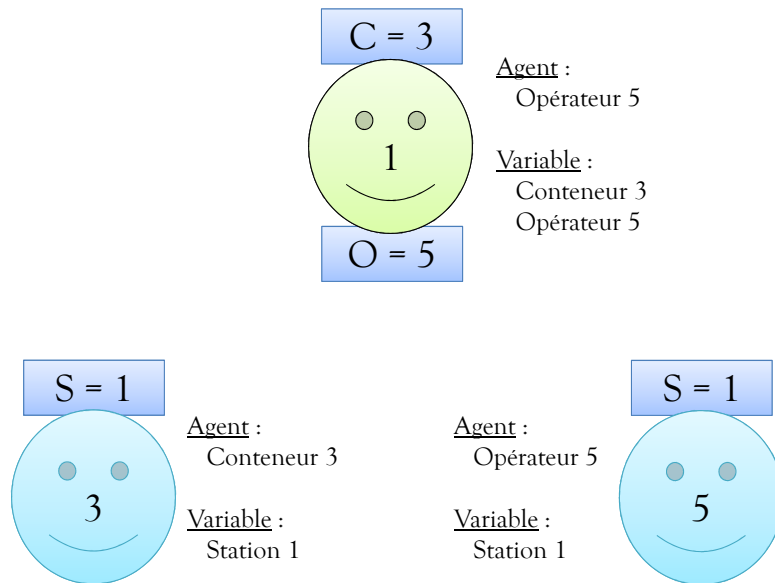 C = 3
1
O = 5
Agent :
Opérateur 5
Variable :
Conteneur 3
Opérateur 5
S = 1
3
Agent :
Conteneur 3
Variable :
Station 1
Agent :
Opérateur 5
Variable :
Station 1
S = 1
5